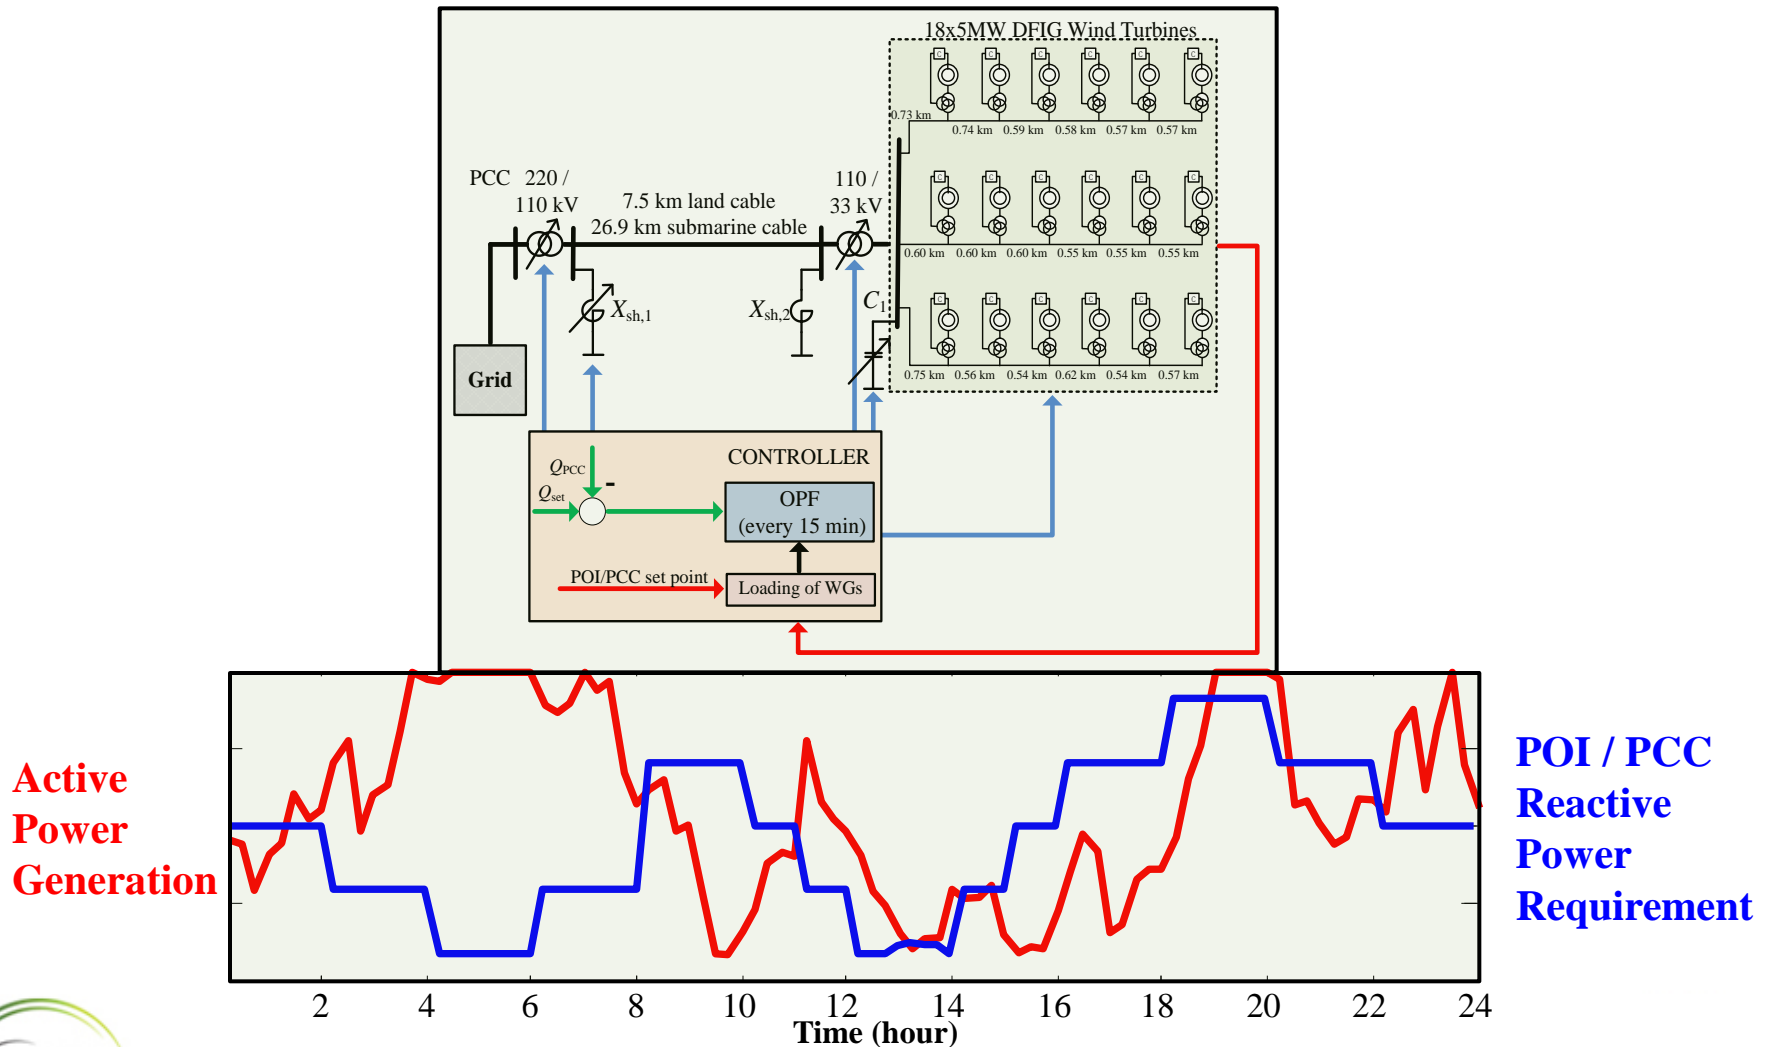 18x5MW DFIG Wind Turbines
C C C C C C
0.73 km
0.74 km 0.59 km 0.58 km 0.57 km 0.57 km
PCC 220 /
110 kV
7.5 km land cable
26.9 km submarine cable
110 /
33 kV
C C C C C C
0.60 km 0.60 km 0.60 km 0.55 km 0.55 km 0.55 km
Xsh,1
Xsh,2
C1
C C C C C C
0.75 km 0.56 km 0.54 km 0.62 km 0.54 km 0.57 km
Grid
CONTROLLER
QPCC
-
Qset
OPF
(every 15 min)
POI/PCC set point
Loading of WGs
Active
Power
Generation
POI / PCC
Reactive
Power
Requirement
2 4 6 8 10 12 14 16 18 20 22 24
Time (hour)